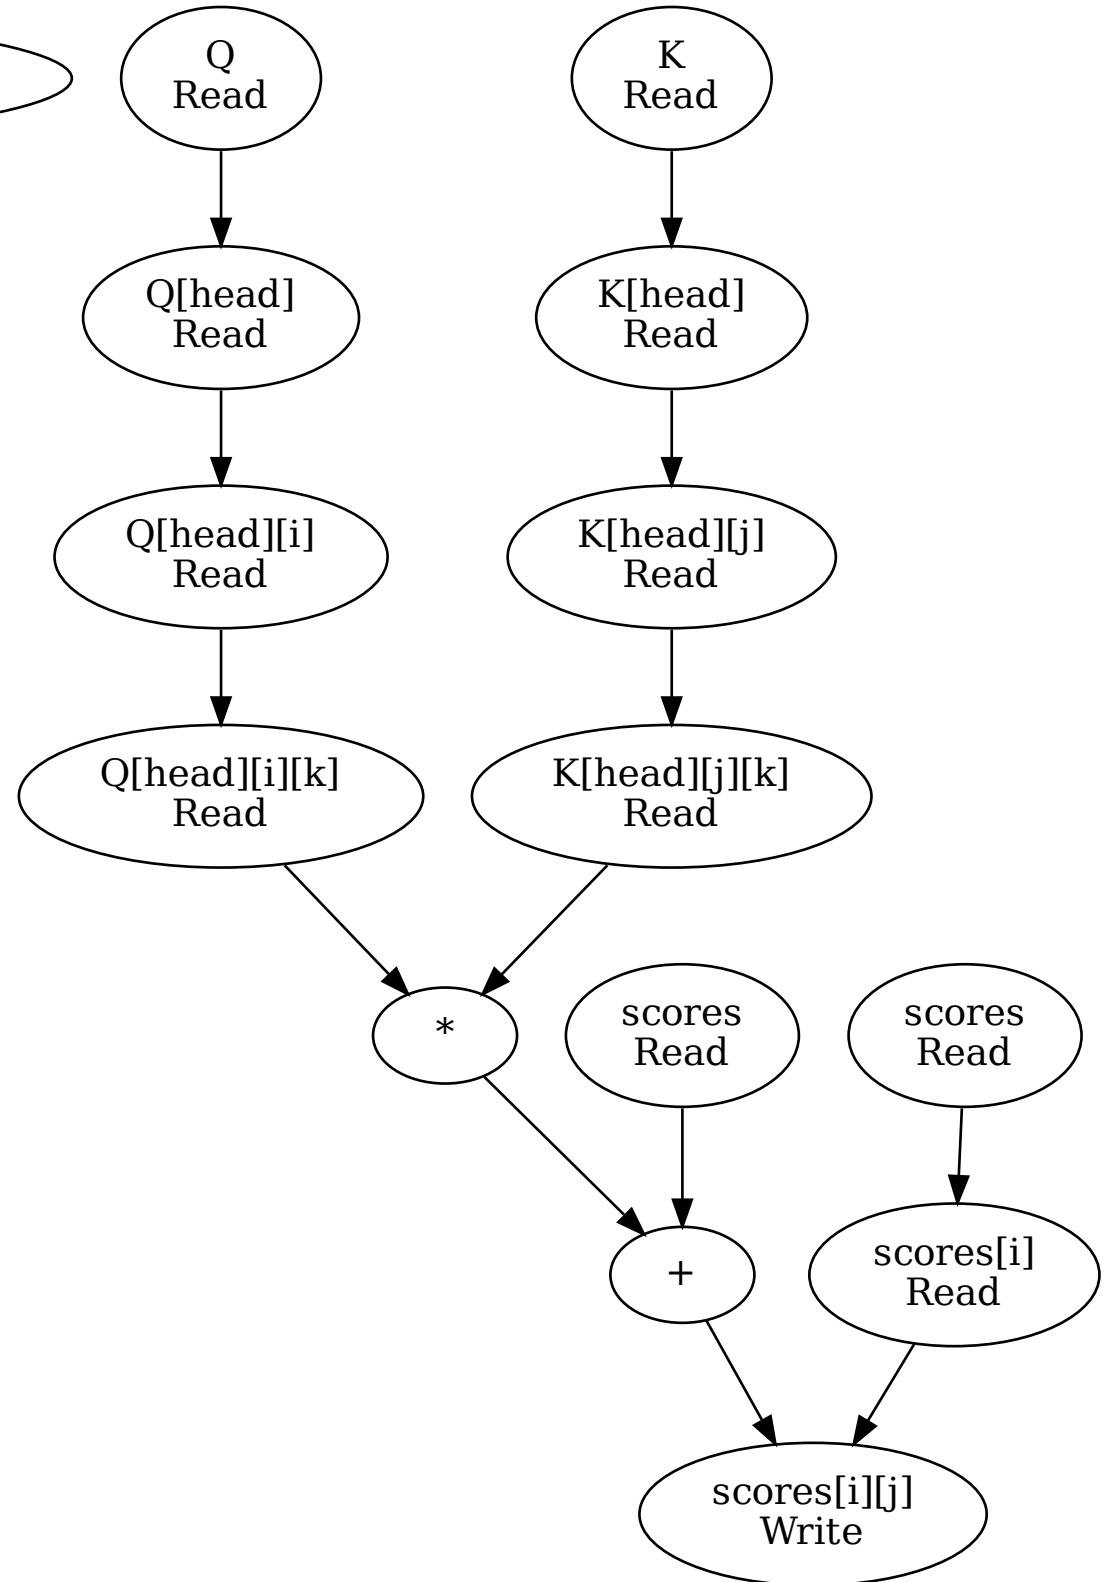 Q
Read
K
Read
Q[head]
Read
K[head]
Read
Q[head][i]
Read
K[head][j]
Read
Q[head][i][k]
Read
K[head][j][k]
Read
*
scores
Read
scores
Read
+
scores[i]
Read
scores[i][j]
Write